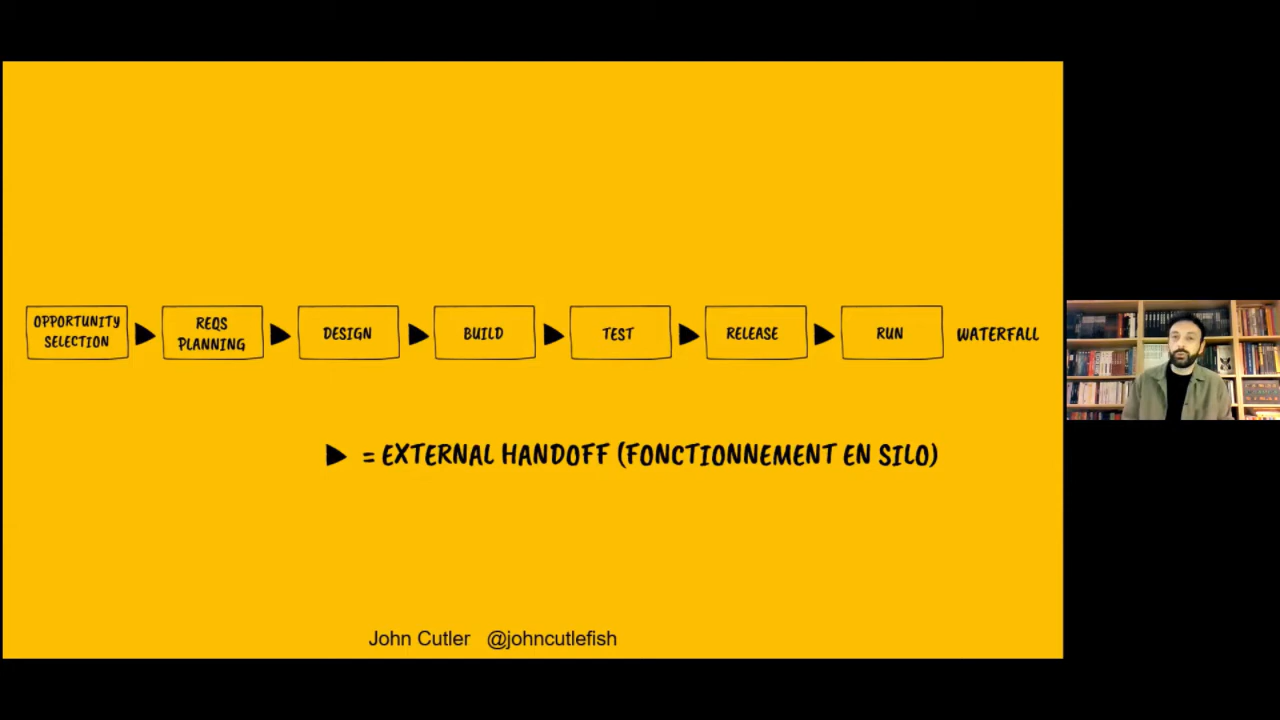 OPPORTUNITY
SELECTION
REQS
PLANNING
DESIGN
BUILD
TEST
RELEASE
RUN
WATERFALL
= EXTERNAL HANDOFF (FONCTIONNEMENT EN SILO)
John Cutler @johncutlefish